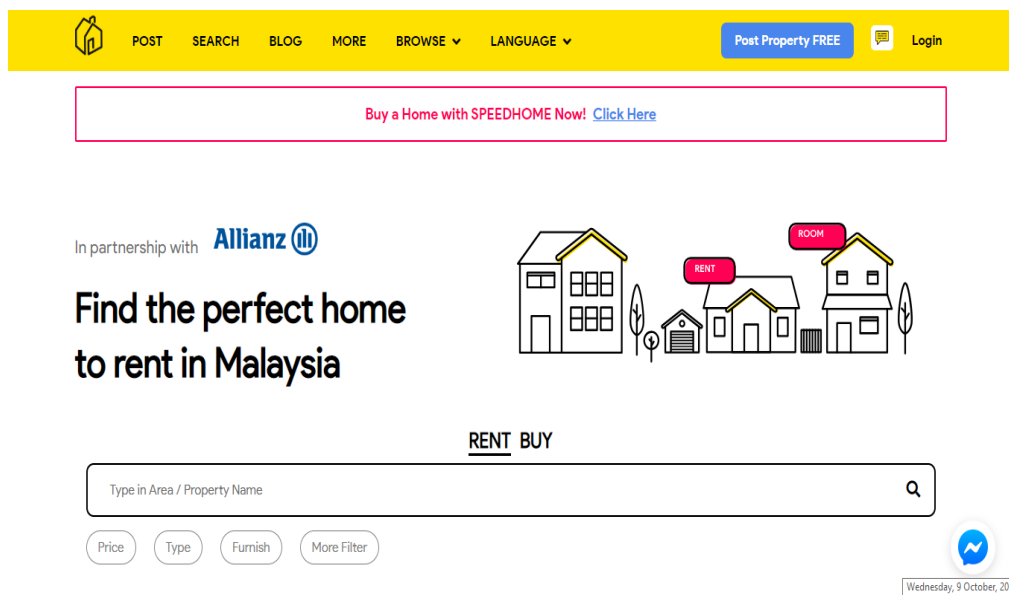 POST SEARCH BLOG MORE BROWSE LANGUAGE Post Property FREE Login
Buy a Home with SPEEDHOME Now! Click Here
In partnership with Allianz
ROOM
RENT
Find the perfect home
to rent in Malaysia
RENT BUY
Type in Area / Property Name
Price Type Furnish More Filter
Wednesday, 9 October, 20